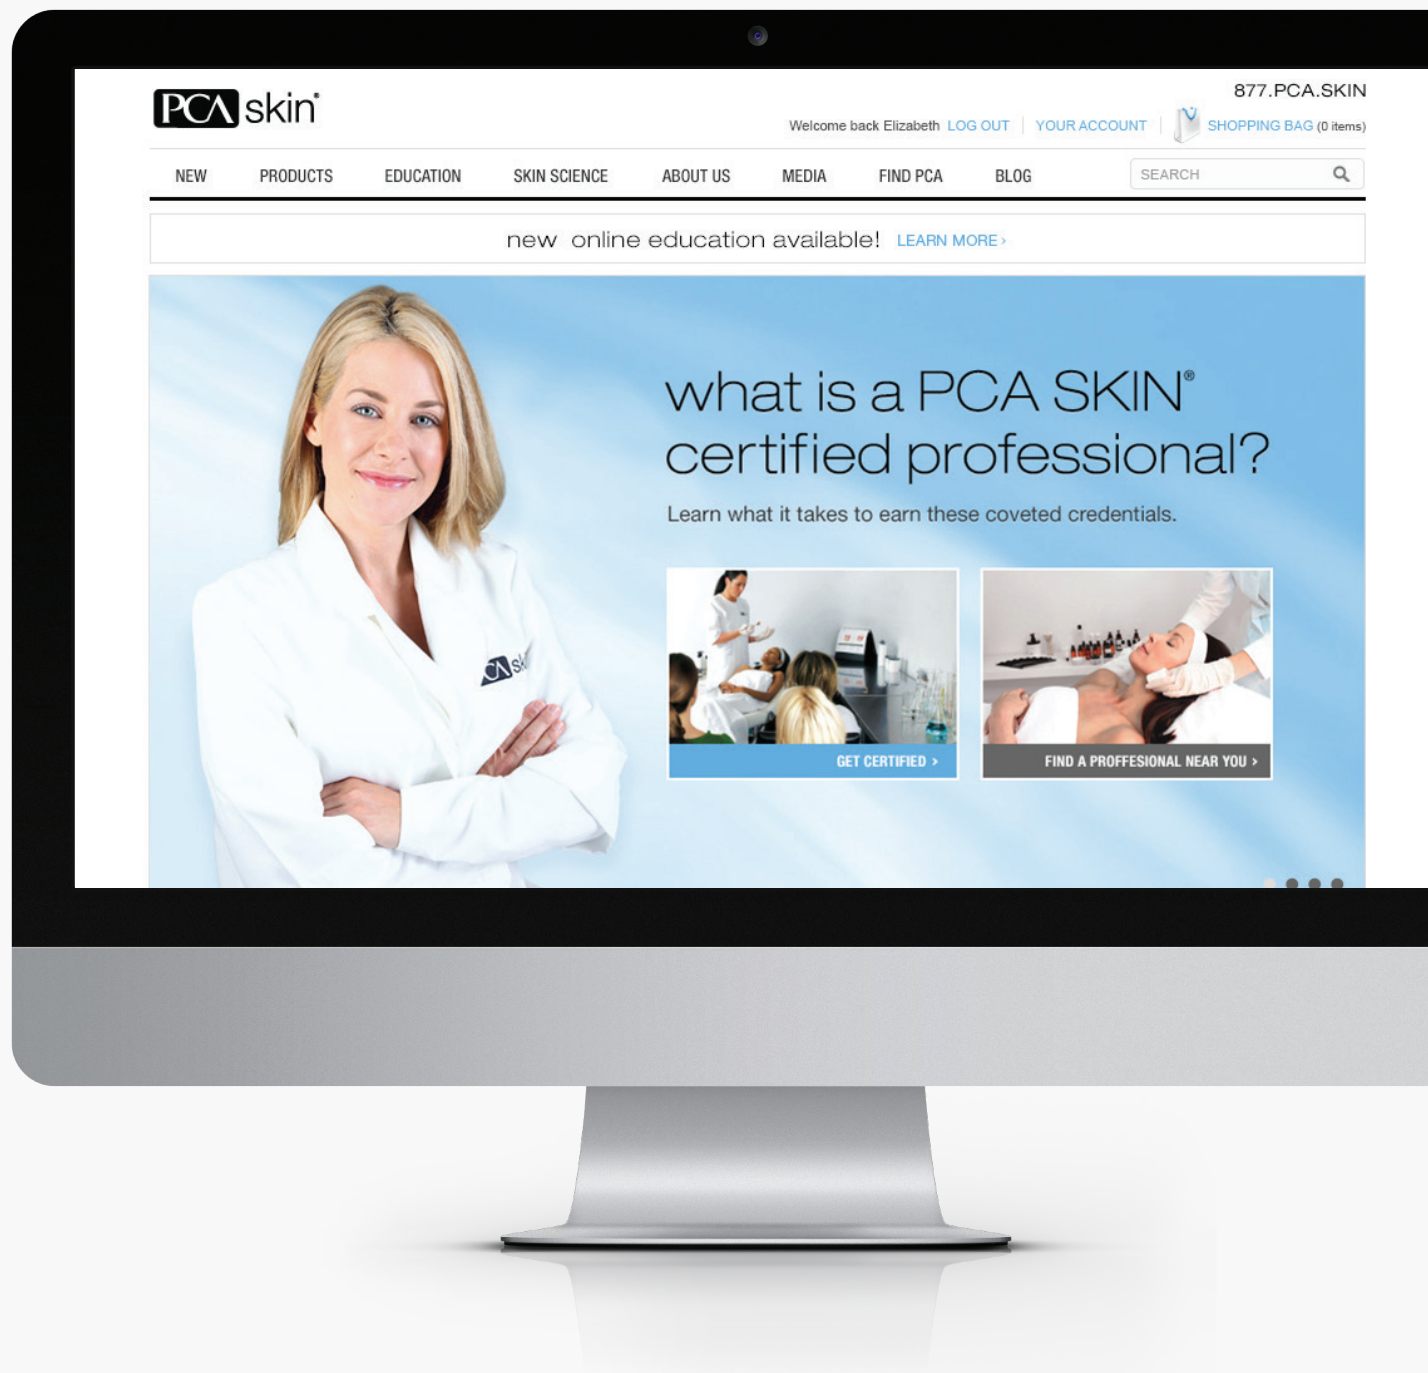 PCA skin®
877.PCA.SKIN
Welcome back Elizabeth LOG OUT YOUR ACCOUNT SHOPPING BAG (0 items)
NEW PRODUCTS EDUCATION SKIN SCIENCE ABOUT US MEDIA FIND PCA BLOG SEARCH
new online education available! LEARN MORE ›
what is a PCA SKIN®
certified professional?
Learn what it takes to earn these coveted credentials.
GET CERTIFIED ›
FIND A PROFFESIONAL NEAR YOU ›